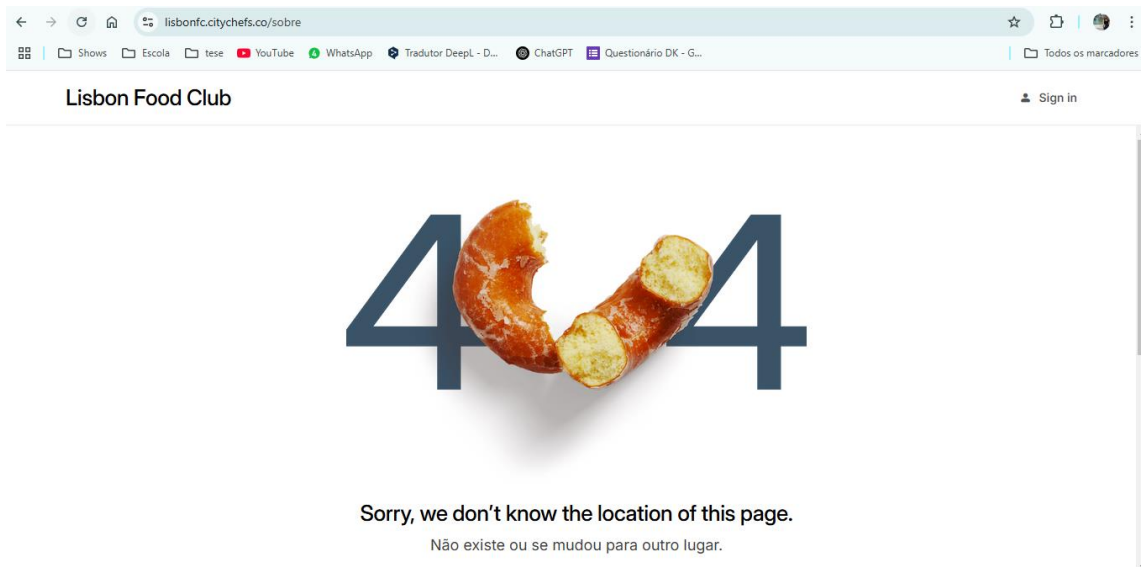 lisbonfc.citychefs.co/sobre
Shows Escola tese YouTube WhatsApp Tradutor DeepL - D... ChatGPT Questionário DK - G... Todos os marcadores
Lisbon Food Club Sign in
404
Sorry, we don't know the location of this page.
Não existe ou se mudou para outro lugar.